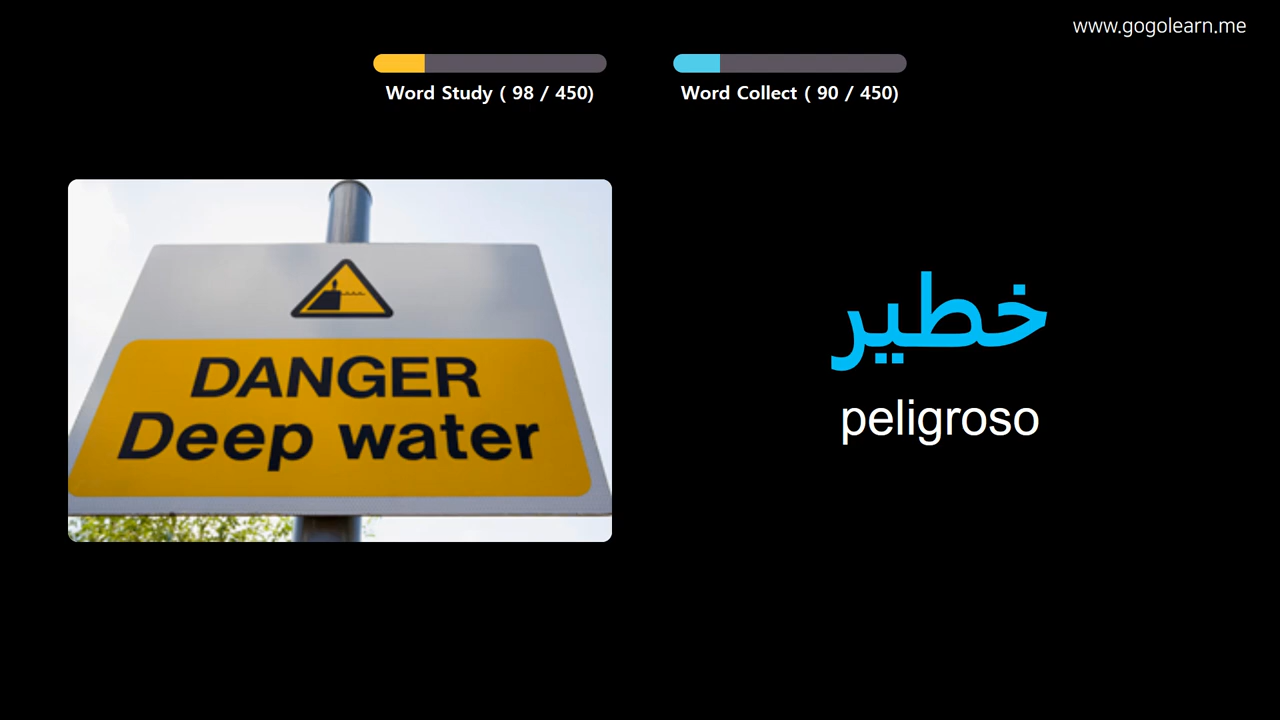 www.gogolearn.me
Word Study ( 98 / 450)
Word Collect ( 90 / 450)
DANGER
Deep water
خطير
peligroso